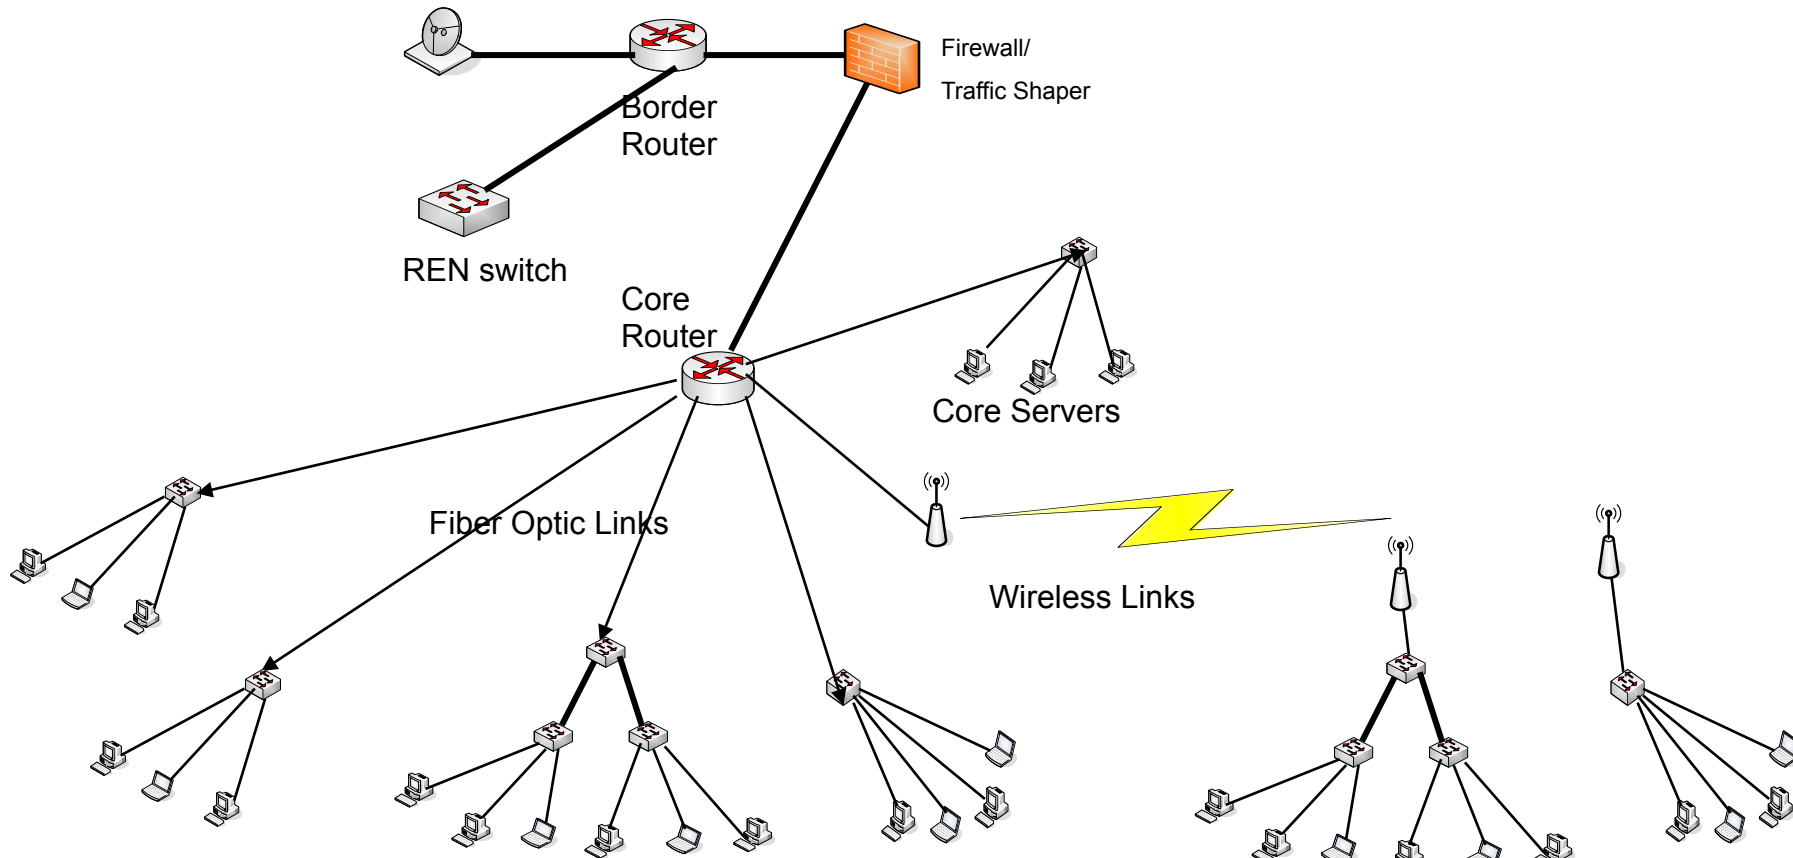 Firewall/
Traffic Shaper
Border
Router
REN switch
Core
Router
Core Servers
Fiber Optic Links
Wireless Links